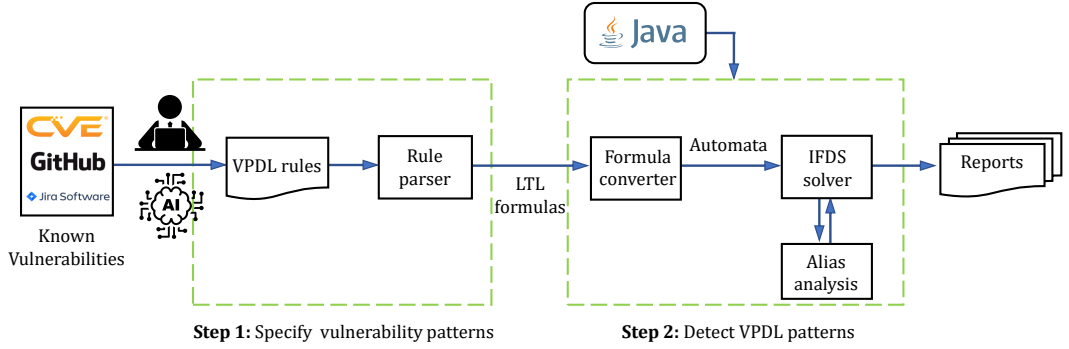 Java
CVE®
GitHub
Jira Software
AI
Known
Vulnerabilities
VPDL rules
Rule
parser
LTL
formulas
Formula
converter
Automata
IFDS
solver
Alias
analysis
Reports
Step 1: Specify vulnerability patterns
Step 2: Detect VPDL patterns